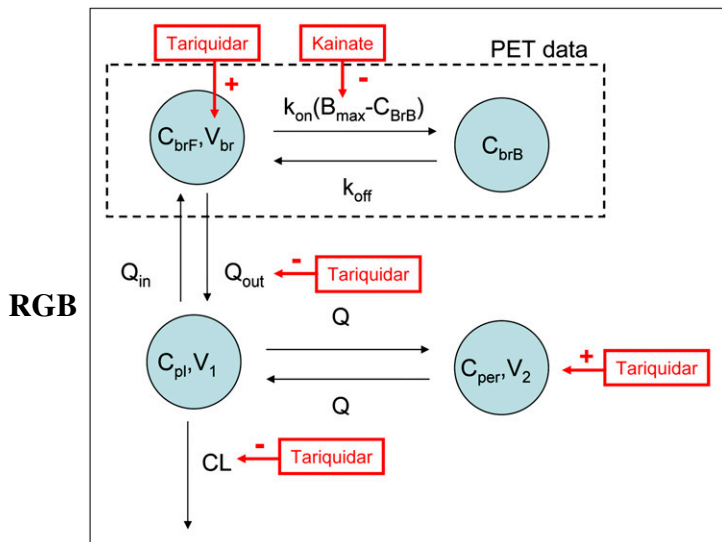 Tariquidar
Kainate
PET data
+
-
k_on(B_max-C_BrB)
C_brF, V_br
C_brB
k_off
Q_in
Q_out
-
Tariquidar
RGB
Q
C_pl, V_1
C_per, V_2
+
Tariquidar
Q
CL
-
Tariquidar